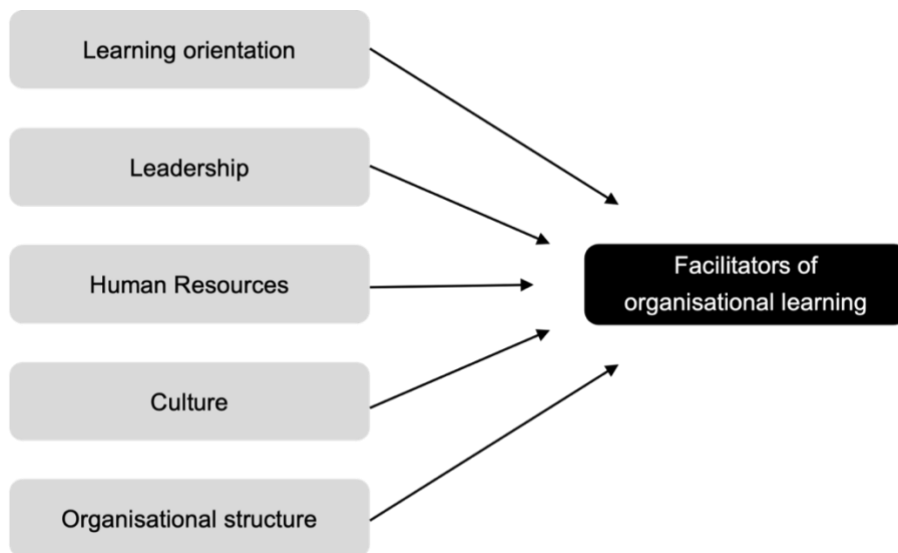 Learning orientation
Leadership
Human Resources
Culture
Organisational structure
Facilitators of
organisational learning